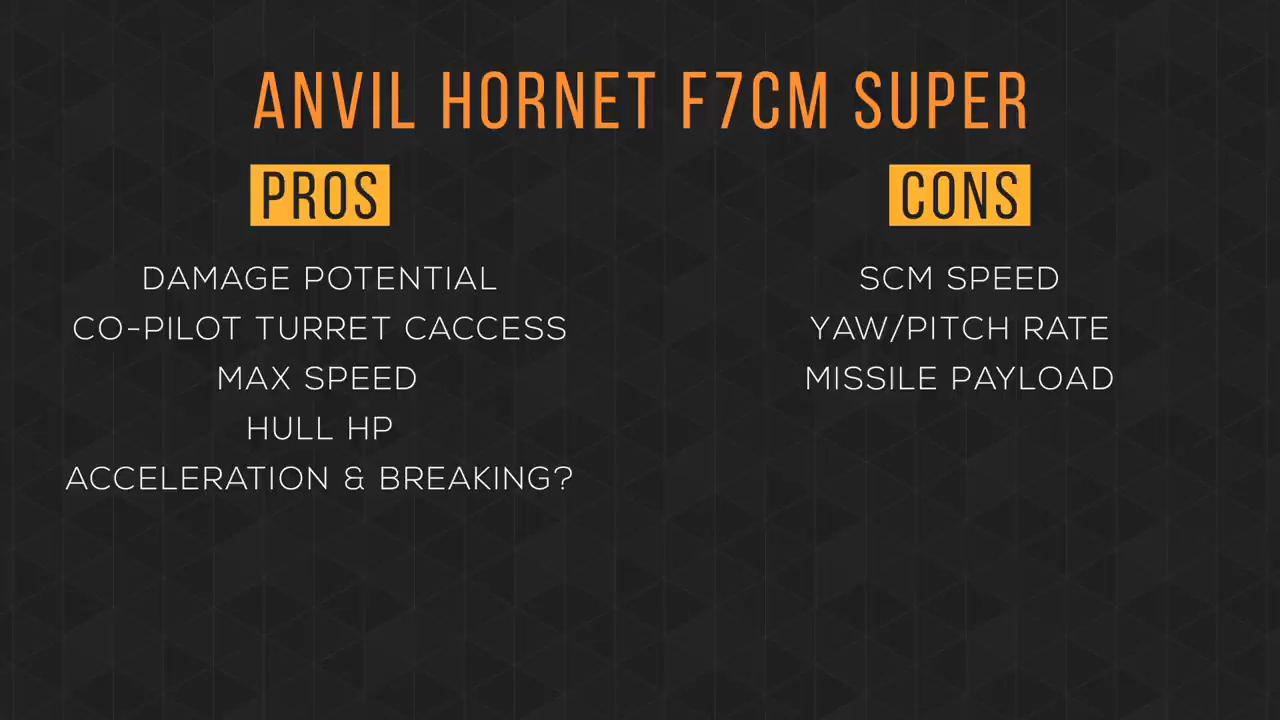 ANVIL HORNET F7CM SUPER
PROS
DAMAGE POTENTIAL
CO-PILOT TURRET CACCESS
MAX SPEED
HULL HP
ACCELERATION & BREAKING?
CONS
SCM SPEED
YAW/PITCH RATE
MISSILE PAYLOAD